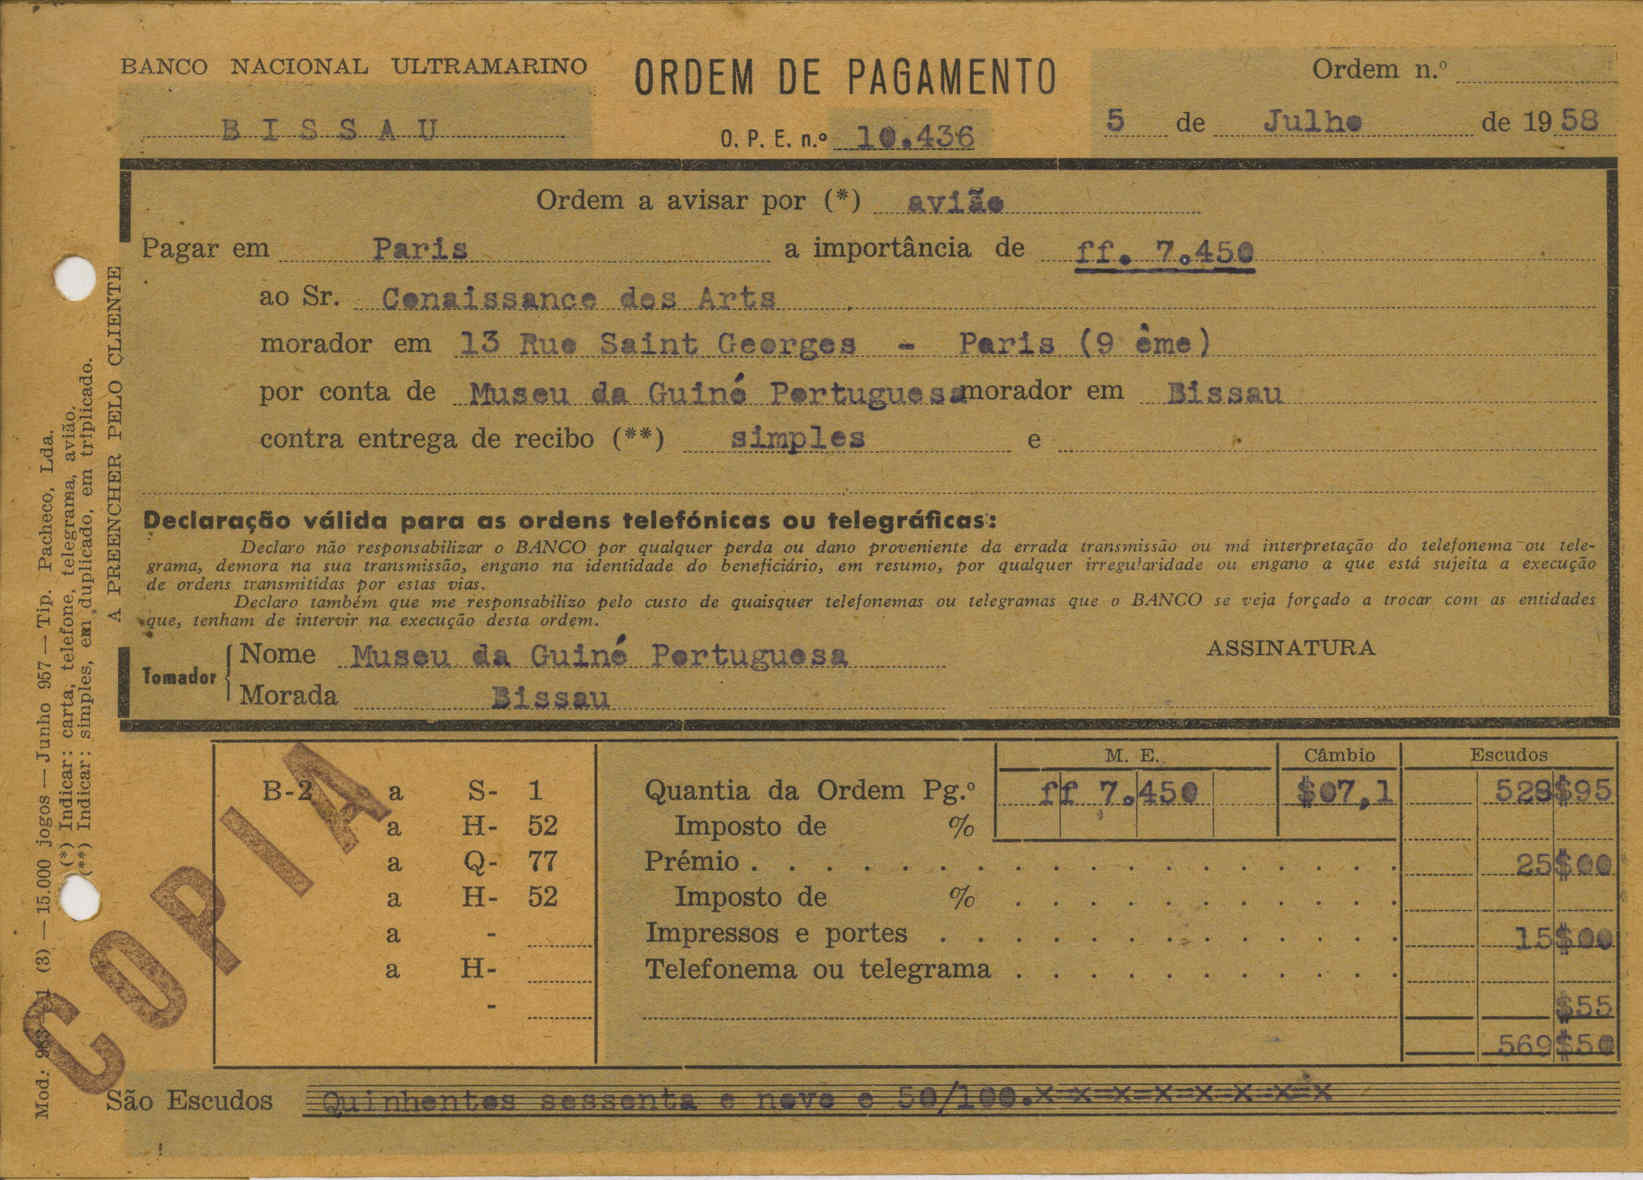 BANCO NACIONAL ULTRAMARINO
ORDEM DE PAGAMENTO
Ordem n.º
BISSAU
O. P. E. n.º 10.436
5 de Julho de 1958
Ordem a avisar por (*) avião
Pagar em Paris a importância de ff. 7.450
ao Sr. Conaissance des Arts
morador em 13 Rue Saint Georges - Paris (9 ème)
por conta de Museu da Guiné Portuguesa morador em Bissau
contra entrega de recibo (**) simples e
Declaração válida para as ordens telefónicas ou telegráficas:
Declaro não responsabilizar o BANCO por qualquer perda ou dano proveniente da errada transmissão ou má interpretação do telefonema ou tele-
grama, demora na sua transmissão, engano na identidade do beneficiário, em resumo, por qualquer irregularidade ou engano a que está sujeita a execução
de ordens transmitidas por estas vias.
Declaro também que me responsabilizo pelo custo de quaisquer telefonemas ou telegramas que o BANCO se veja forçado a trocar com as entidades
que, tenham de intervir na execução desta ordem.
Tomador
Nome Museu da Guiné Portuguesa
ASSINATURA
Morada Bissau
M. E. Câmbio Escudos
B-2 a S- 1 Quantia da Ordem Pg.º ff 7.450 $07,1 528$95
a H- 52 Imposto de %
a Q- 77 Prémio 25$00
a H- 52 Imposto de %
a - Impressos e portes 15$00
a H- Telefonema ou telegrama
- $55
569$50
São Escudos Quinhentos sessenta e nove e 50/100.x-x-x-x-x-x-x-x
COPIA
A PREENCHER PELO CLIENTE
(*) Indicar: carta, telefone, telegrama, avião.
(**) Indicar: simples, em duplicado, em triplicado.
(3) — 15.000 jogos — Junho 957 — Tip. Pacheco, Lda.
Mod.